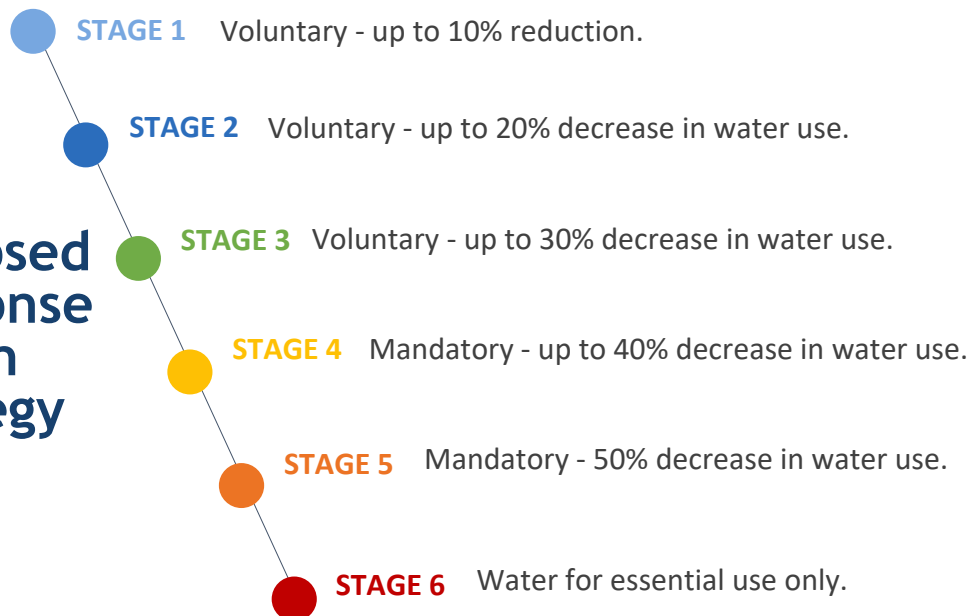 STAGE 1 Voluntary - up to 10% reduction.
STAGE 2 Voluntary - up to 20% decrease in water use.
STAGE 3 Voluntary - up to 30% decrease in water use.
STAGE 4 Mandatory - up to 40% decrease in water use.
STAGE 5 Mandatory - 50% decrease in water use.
STAGE 6 Water for essential use only.